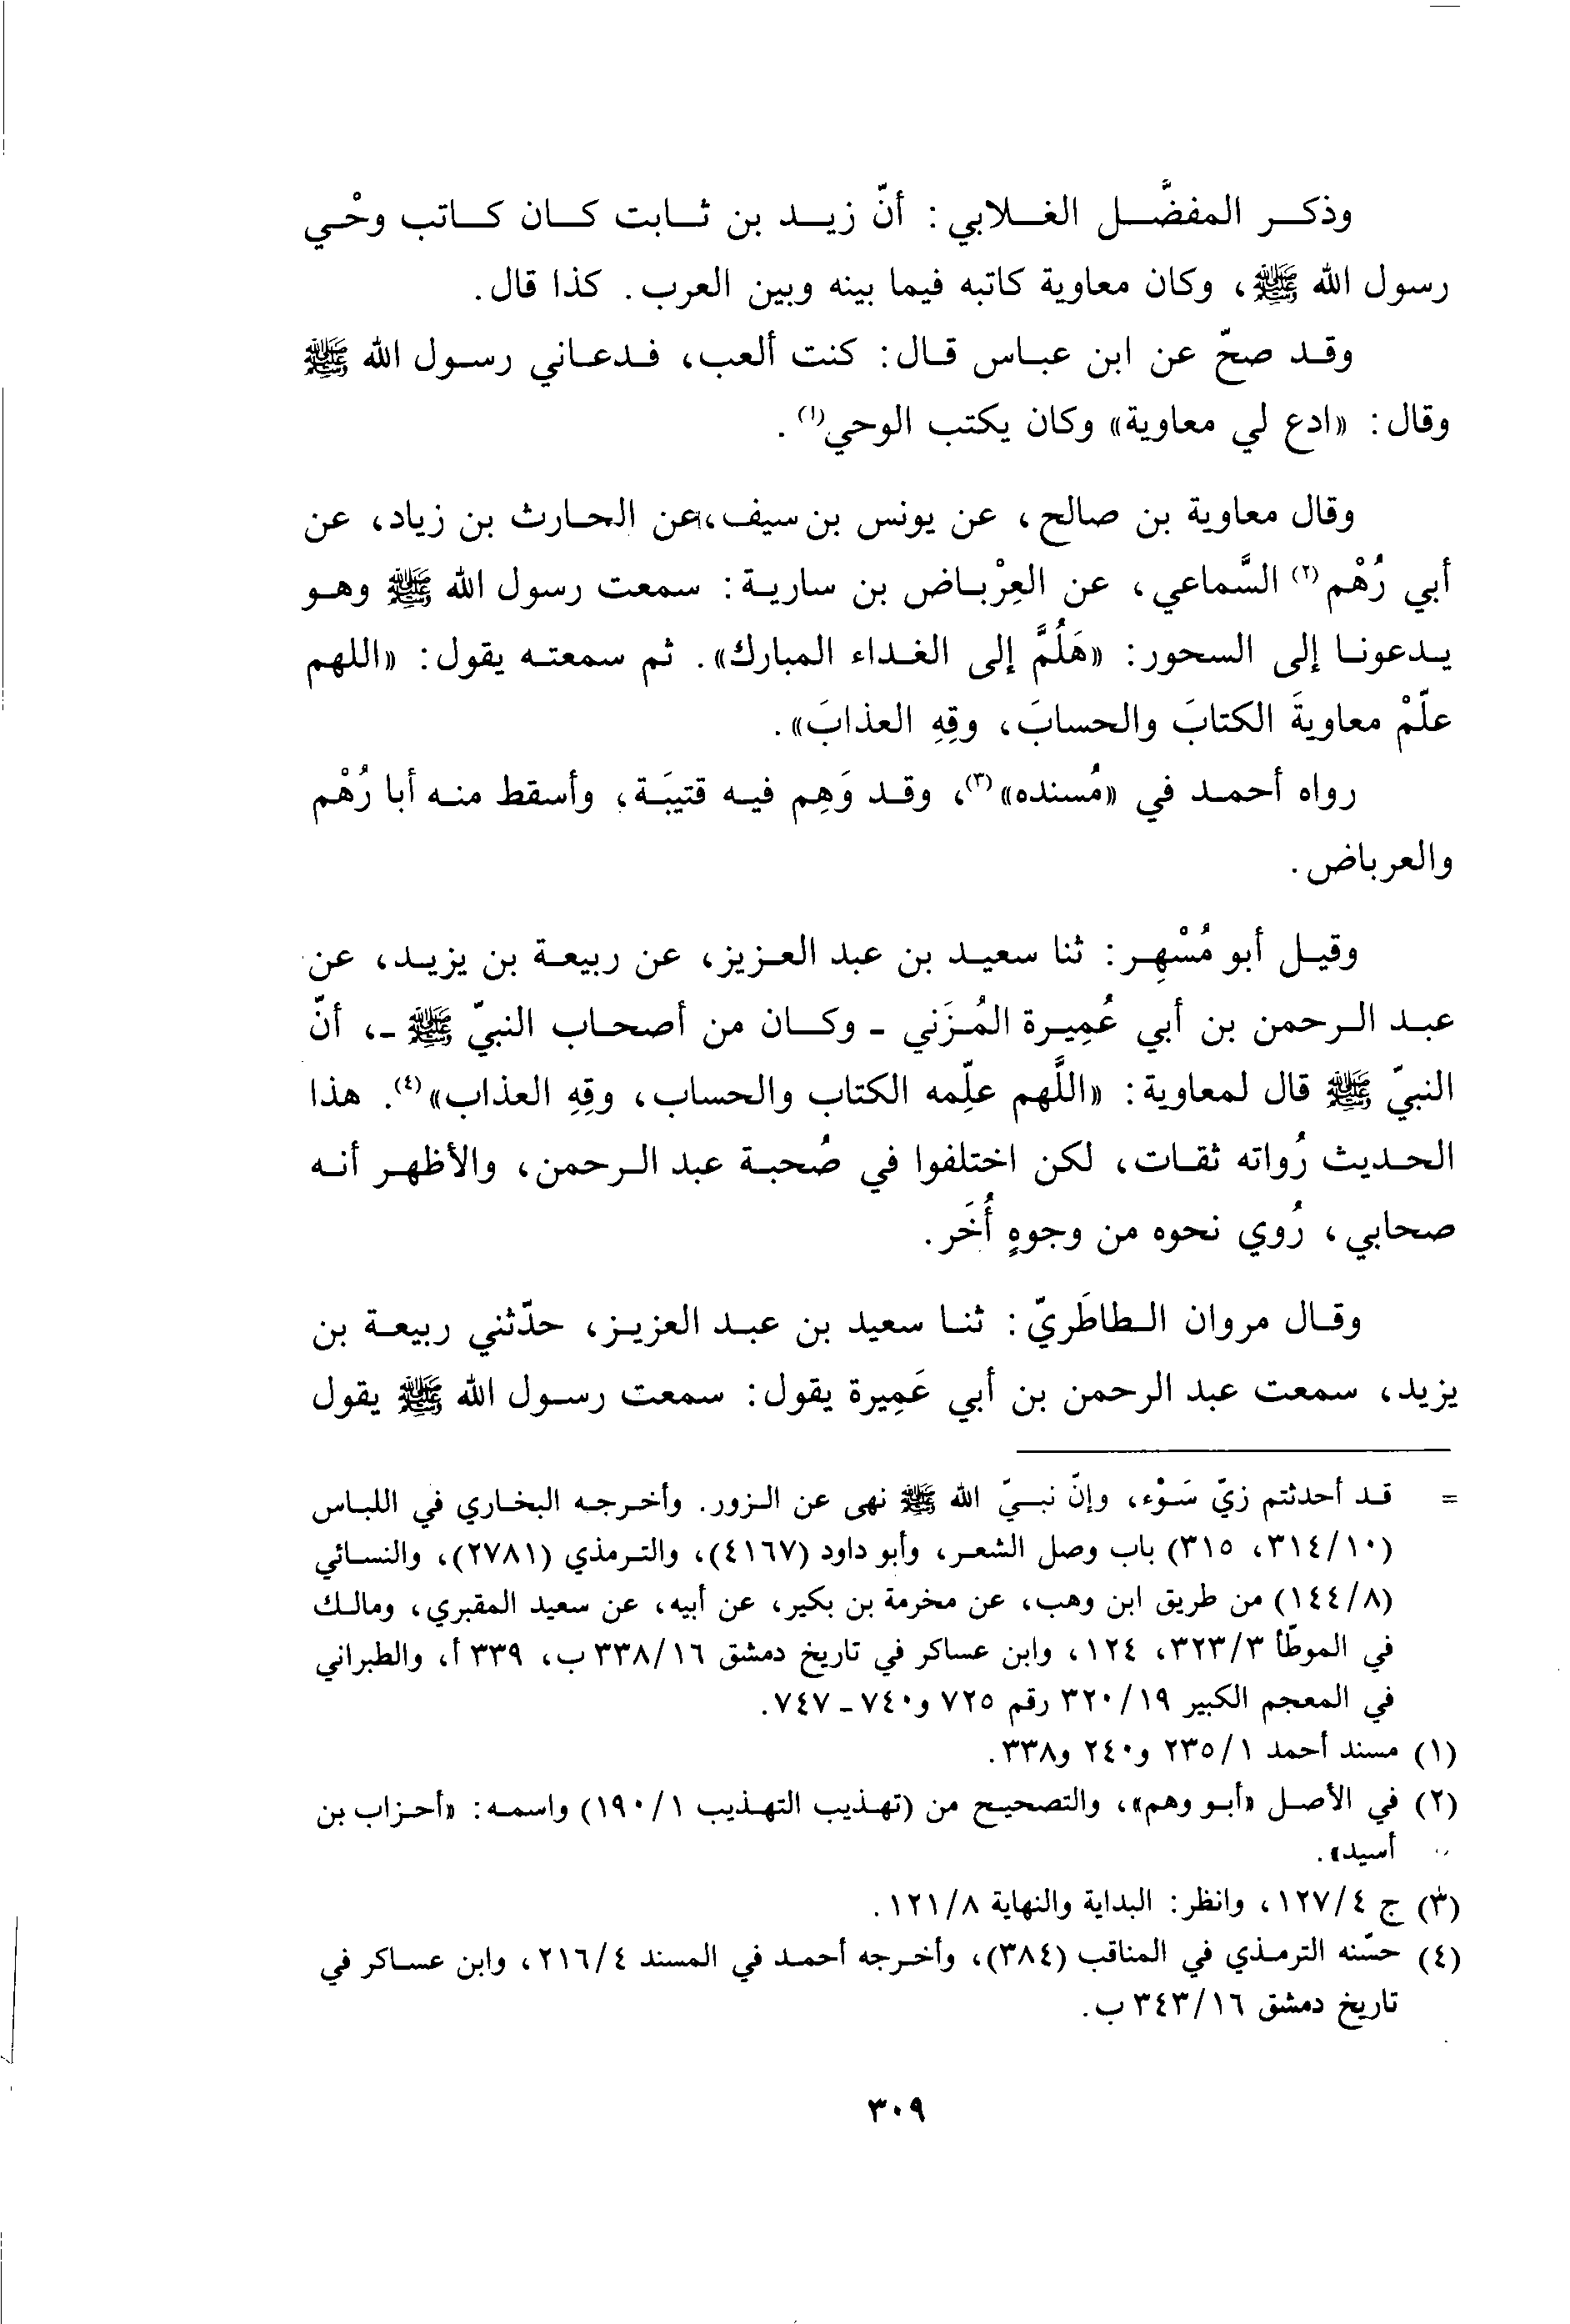 وذكر المفضَّل الغلابي: أنّ زيد بن ثابت كان كاتب وحْي
رسول الله ﷺ، وكان معاوية كاتبه فيما بينه وبين العرب. كذا قال.
وقد صحّ عن ابن عباس قال: كنت ألعب، فدعاني رسول الله ﷺ
وقال: «ادع لي معاوية» وكان يكتب الوحي(١).
وقال معاوية بن صالح، عن يونس بن سيف، عن الحارث بن زياد، عن
أبي رُهْم(٢) السَّماعي، عن العِرْباض بن سارية: سمعت رسول الله ﷺ وهو
يدعونا إلى السحور: «هَلُمَّ إلى الغداء المبارك». ثم سمعته يقول: «اللهم
علّمْ معاويةَ الكتابَ والحسابَ، وقِهِ العذابَ».
رواه أحمد في «مُسنده»(٣)، وقد وَهِم فيه قتيبَة، وأسقط منه أبا رُهْم
والعرباض.
وقيل أبو مُسْهِر: ثنا سعيد بن عبد العزيز، عن ربيعة بن يزيد، عن
عبد الرحمن بن أبي عُمِيرة المُزَني - وكان من أصحاب النبيّ ﷺ -، أنّ
النبيّ ﷺ قال لمعاوية: «اللَّهم علِّمه الكتاب والحساب، وقِهِ العذاب»(٤). هذا
الحديث رُواته ثقات، لكن اختلفوا في صُحبة عبد الرحمن، والأظهر أنه
صحابي، رُوي نحوه من وجوهٍ أُخَر.
وقال مروان الطاطَريّ: ثنا سعيد بن عبد العزيز، حدّثني ربيعة بن
يزيد، سمعت عبد الرحمن بن أبي عَمِيرة يقول: سمعت رسول الله ﷺ يقول
= قد أحدثتم زيّ سَوْء، وإنّ نبيّ الله ﷺ نهى عن الزور. وأخرجه البخاري في اللباس
(١٠/٣١٤، ٣١٥) باب وصل الشعر، وأبو داود (٤١٦٧)، والترمذي (٢٧٨١)، والنسائي
(٨/١٤٤) من طريق ابن وهب، عن مخرمة بن بكير، عن أبيه، عن سعيد المقبري، ومالك
في الموطّأ ٣/٣٢٣، ١٢٤، وابن عساكر في تاريخ دمشق ١٦/٣٣٨ ب، ٣٣٩ أ، والطبراني
في المعجم الكبير ١٩/٣٢٠ رقم ٧٢٥ و٧٤٠ - ٧٤٧.
(١) مسند أحمد ١/٢٣٥ و٢٤٠ و٣٣٨.
(٢) في الأصل «أبو وهم»، والتصحيح من (تهذيب التهذيب ١/١٩٠) واسمه: «أحزاب بن
أسيد».
(٣) ج ٤/١٢٧، وانظر: البداية والنهاية ٨/١٢١.
(٤) حسّنه الترمذي في المناقب (٣٨٤)، وأخرجه أحمد في المسند ٤/٢١٦، وابن عساكر في
تاريخ دمشق ١٦/٣٤٣ ب.
٣٠٩